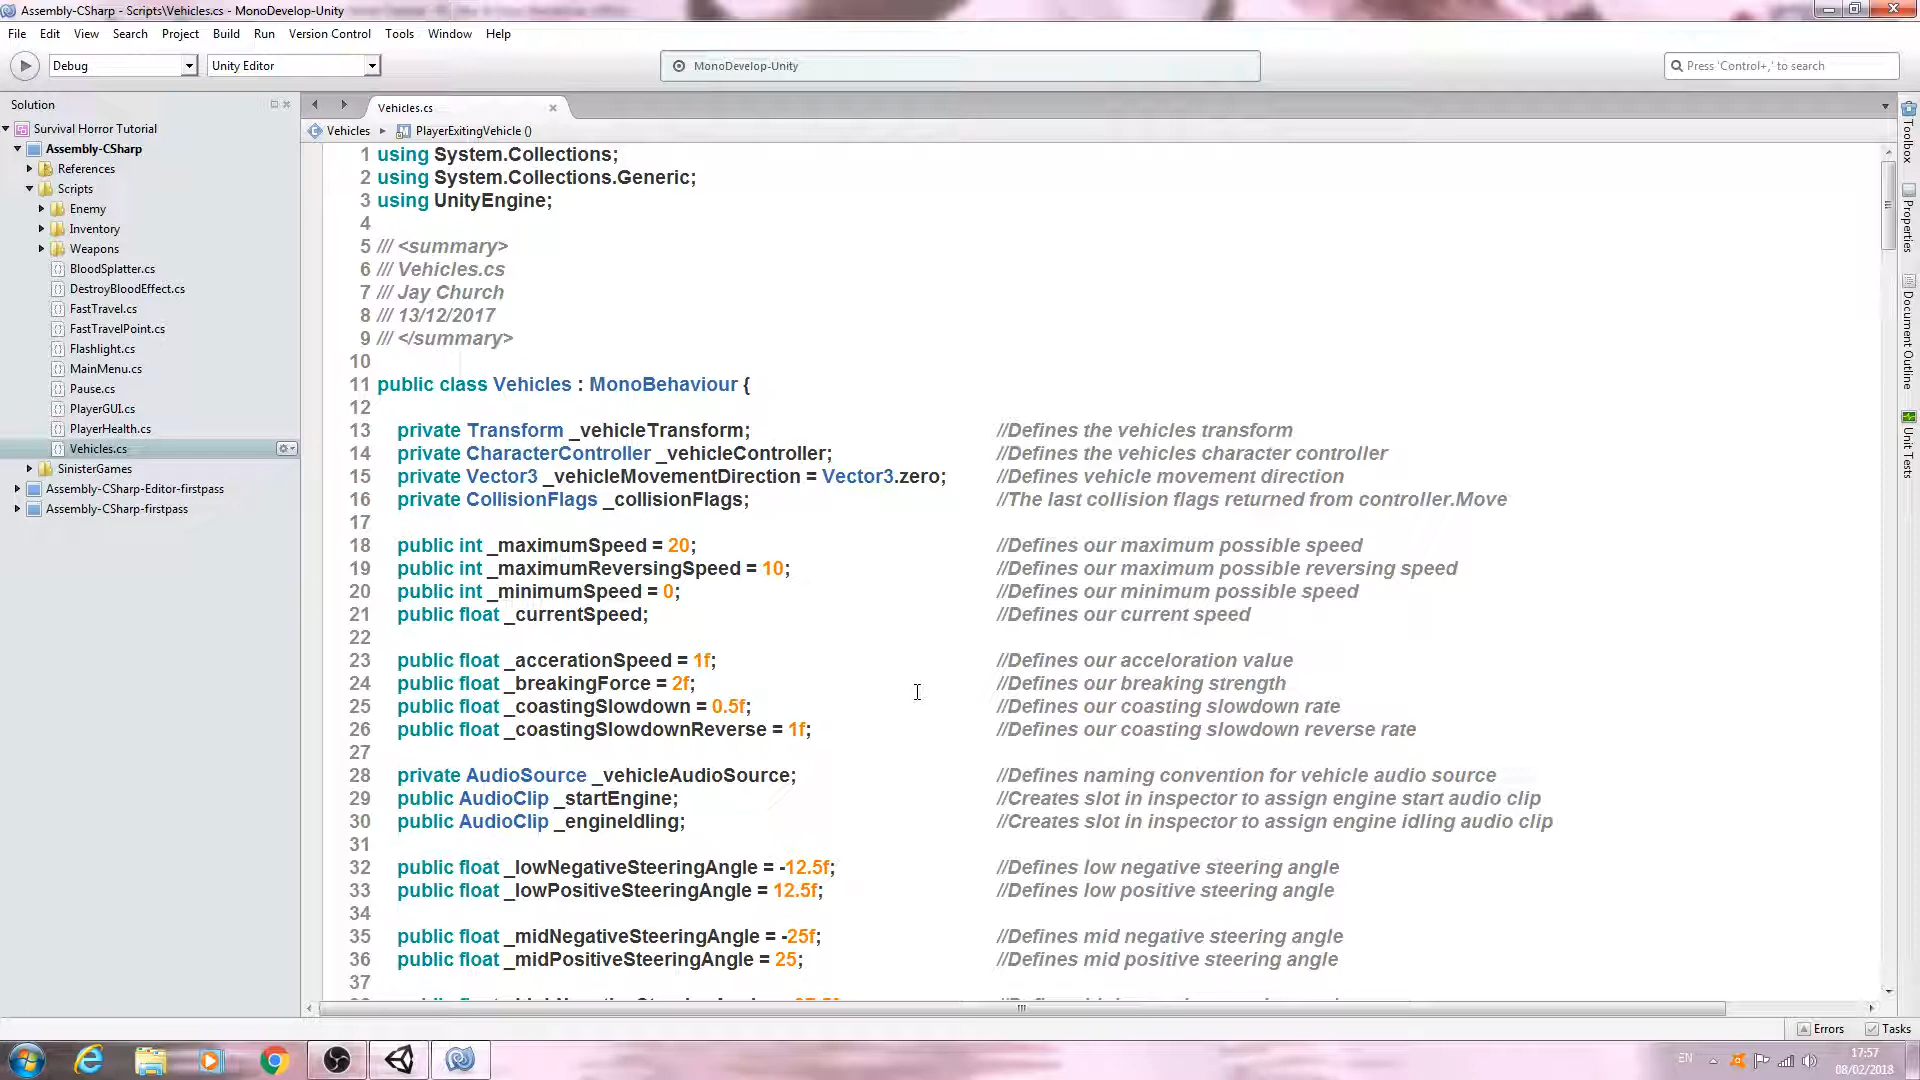 Assembly-CSharp - Scripts\Vehicles.cs - MonoDevelop-Unity
File Edit View Search Project Build Run Version Control Tools Window Help
Debug Unity Editor MonoDevelop-Unity Press 'Control+,' to search
Solution
Survival Horror Tutorial
Assembly-CSharp
References
Scripts
Enemy
Inventory
Weapons
BloodSplatter.cs
DestroyBloodEffect.cs
FastTravel.cs
FastTravelPoint.cs
Flashlight.cs
MainMenu.cs
Pause.cs
PlayerGUI.cs
PlayerHealth.cs
Vehicles.cs
SinisterGames
Assembly-CSharp-Editor-firstpass
Assembly-CSharp-firstpass
Vehicles.cs
Vehicles PlayerExitingVehicle ()
1 using System.Collections;
2 using System.Collections.Generic;
3 using UnityEngine;
4
5 /// <summary>
6 /// Vehicles.cs
7 /// Jay Church
8 /// 13/12/2017
9 /// </summary>
10
11 public class Vehicles : MonoBehaviour {
12
13 private Transform _vehicleTransform; //Defines the vehicles transform
14 private CharacterController _vehicleController; //Defines the vehicles character controller
15 private Vector3 _vehicleMovementDirection = Vector3.zero; //Defines vehicle movement direction
16 private CollisionFlags _collisionFlags; //The last collision flags returned from controller.Move
17
18 public int _maximumSpeed = 20; //Defines our maximum possible speed
19 public int _maximumReversingSpeed = 10; //Defines our maximum possible reversing speed
20 public int _minimumSpeed = 0; //Defines our minimum possible speed
21 public float _currentSpeed; //Defines our current speed
22
23 public float _accerationSpeed = 1f; //Defines our acceloration value
24 public float _breakingForce = 2f; //Defines our breaking strength
25 public float _coastingSlowdown = 0.5f; //Defines our coasting slowdown rate
26 public float _coastingSlowdownReverse = 1f; //Defines our coasting slowdown reverse rate
27
28 private AudioSource _vehicleAudioSource; //Defines naming convention for vehicle audio source
29 public AudioClip _startEngine; //Creates slot in inspector to assign engine start audio clip
30 public AudioClip _engineIdling; //Creates slot in inspector to assign engine idling audio clip
31
32 public float _lowNegativeSteeringAngle = -12.5f; //Defines low negative steering angle
33 public float _lowPositiveSteeringAngle = 12.5f; //Defines low positive steering angle
34
35 public float _midNegativeSteeringAngle = -25f; //Defines mid negative steering angle
36 public float _midPositiveSteeringAngle = 25; //Defines mid positive steering angle
37
Toolbox
Properties
Document Outline
Unit Tests
Errors Tasks
EN
17:57
08/02/2018